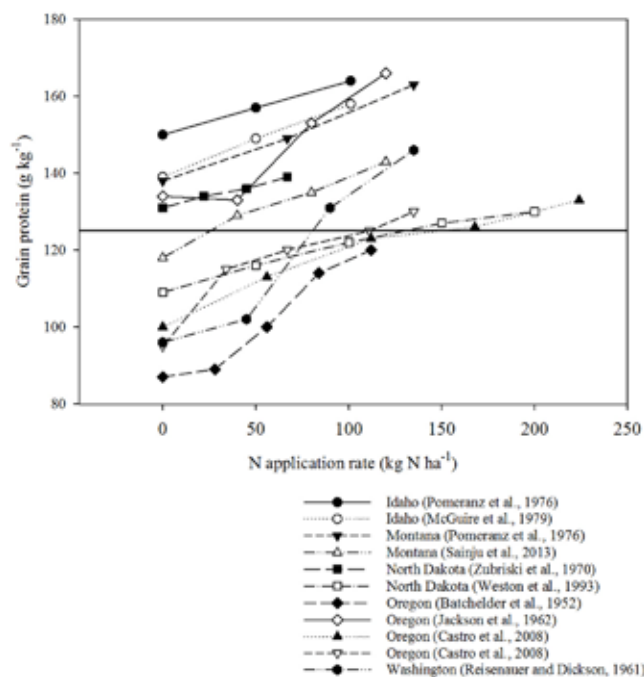 180
160
140
120
100
80
Grain protein (g kg⁻¹)
0 50 100 150 200 250
N application rate (kg N ha⁻¹)
Idaho (Pomeranz et al., 1976)
Idaho (McGuire et al., 1979)
Montana (Pomeranz et al., 1976)
Montana (Sainju et al., 2013)
North Dakota (Zubriski et al., 1970)
North Dakota (Weston et al., 1993)
Oregon (Batchelder et al., 1952)
Oregon (Jackson et al., 1962)
Oregon (Castro et al., 2008)
Oregon (Castro et al., 2008)
Washington (Reisenauer and Dickson, 1961)